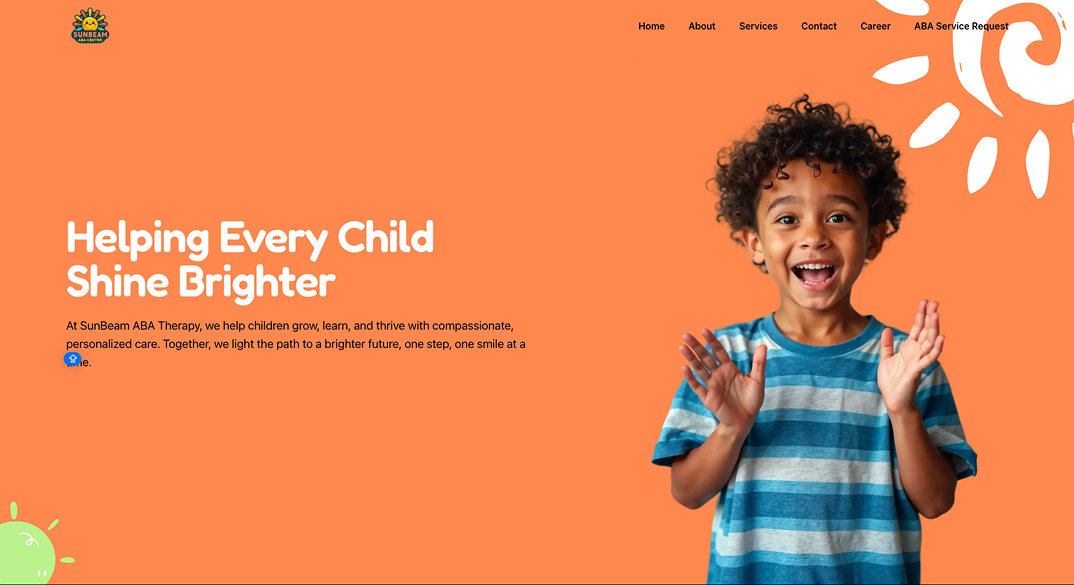 SUNBEAM
ABA CENTER
Home About Services Contact Career ABA Service Request
Helping Every Child
Shine Brighter
At SunBeam ABA Therapy, we help children grow, learn, and thrive with compassionate,
personalized care. Together, we light the path to a brighter future, one step, one smile at a